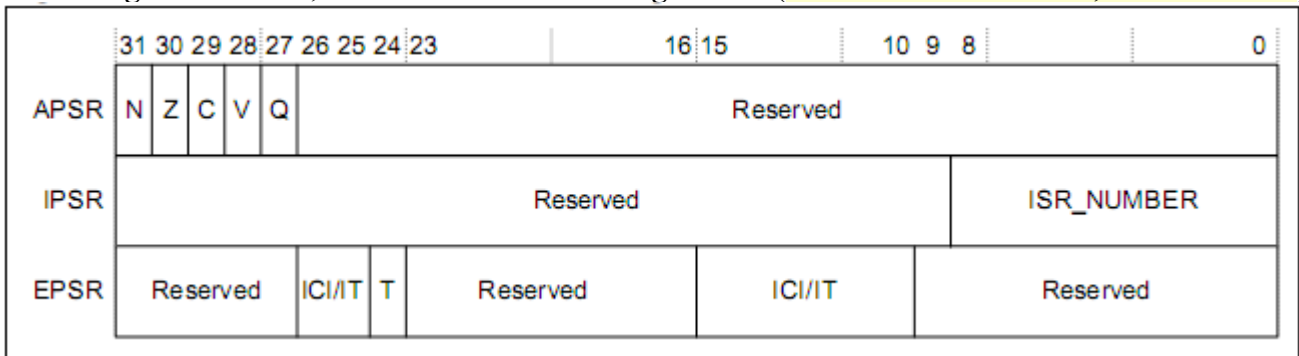 31 30 29 28 27 26 25 24 23 16 15 10 9 8 0
APSR N Z C V Q Reserved
IPSR Reserved ISR_NUMBER
EPSR Reserved ICI/IT T Reserved ICI/IT Reserved